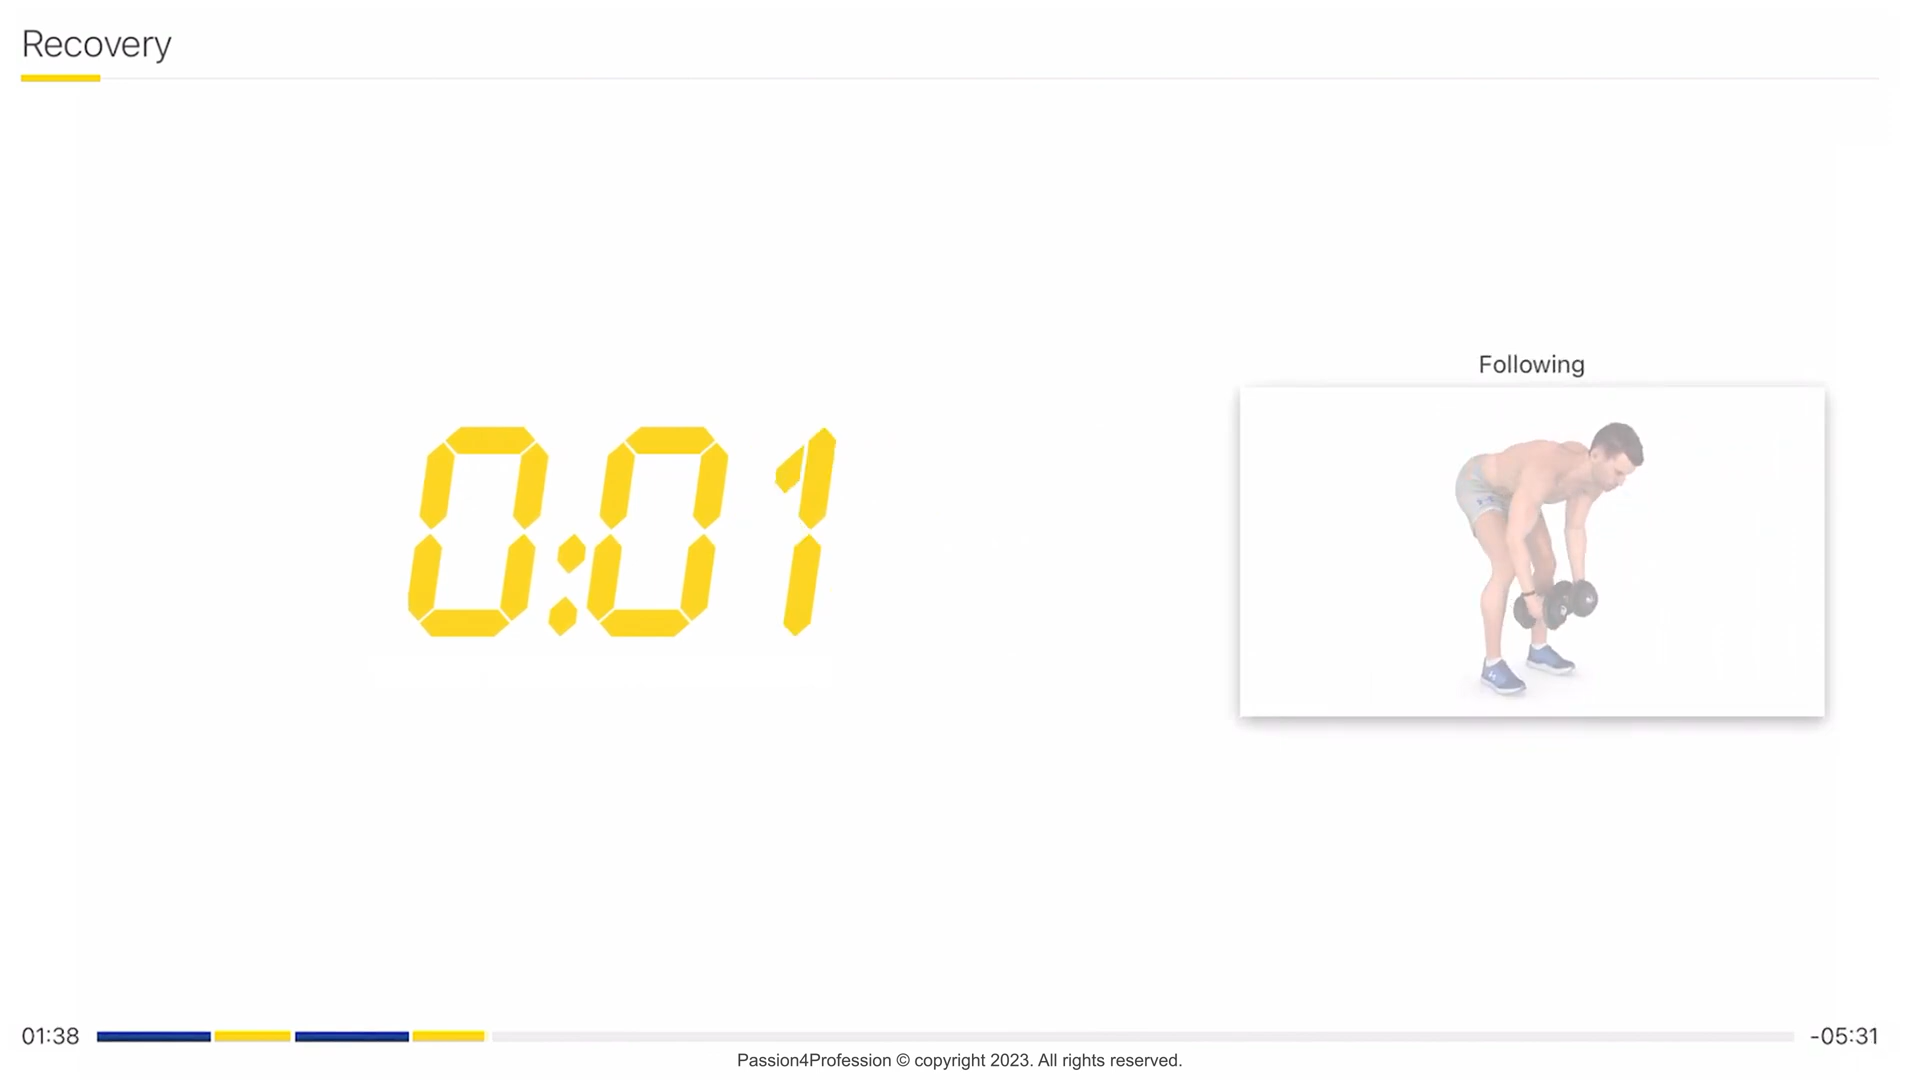 Recovery
Following
0:01
01:38
-05:31
Passion4Profession © copyright 2023. All rights reserved.